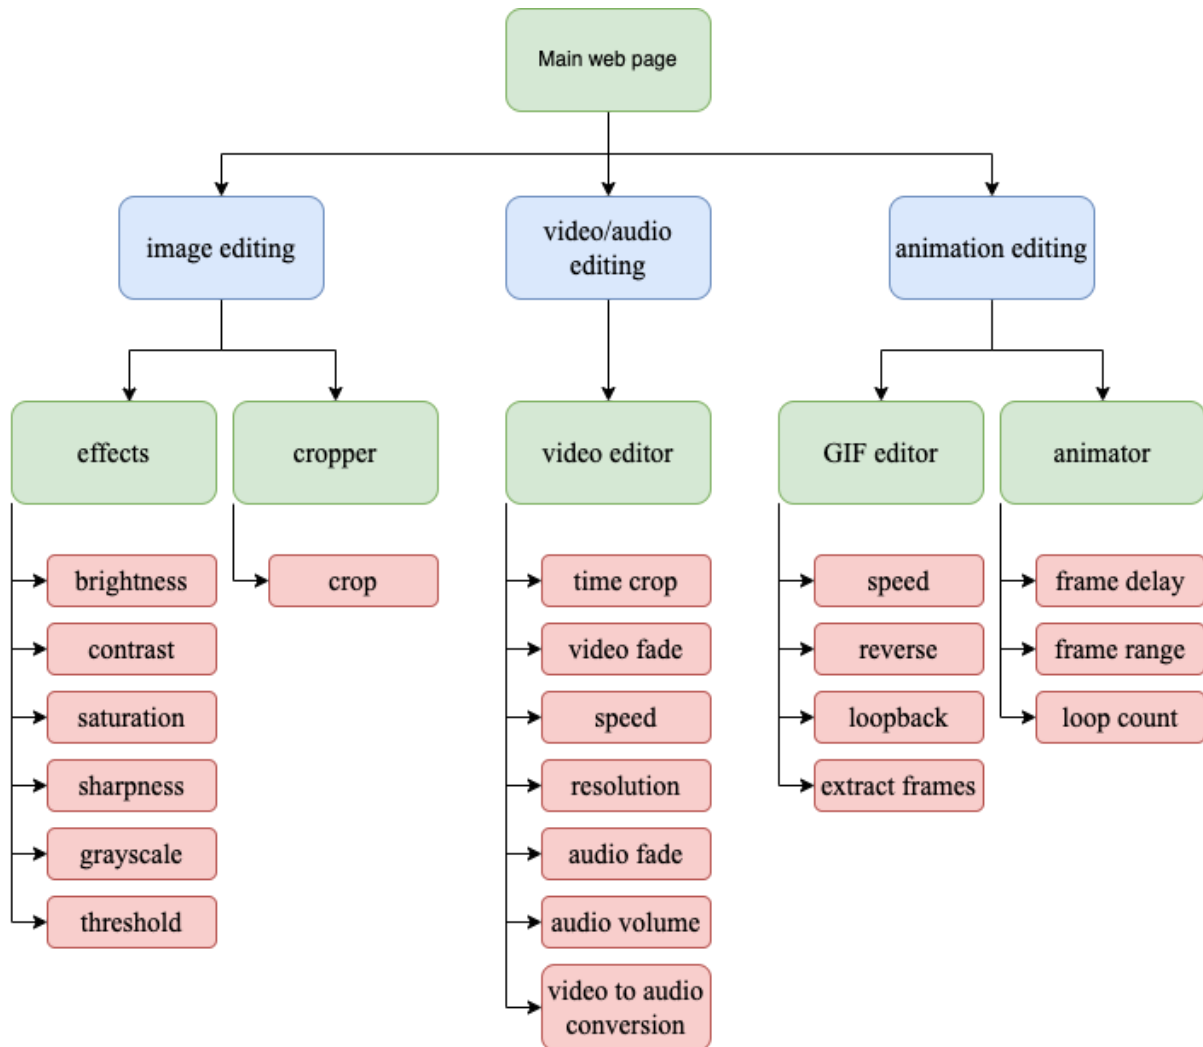 Main web page
image editing
video/audio
editing
animation editing
effects
cropper
video editor
GIF editor
animator
brightness
contrast
saturation
sharpness
grayscale
threshold
crop
time crop
video fade
speed
resolution
audio fade
audio volume
video to audio
conversion
speed
reverse
loopback
extract frames
frame delay
frame range
loop count